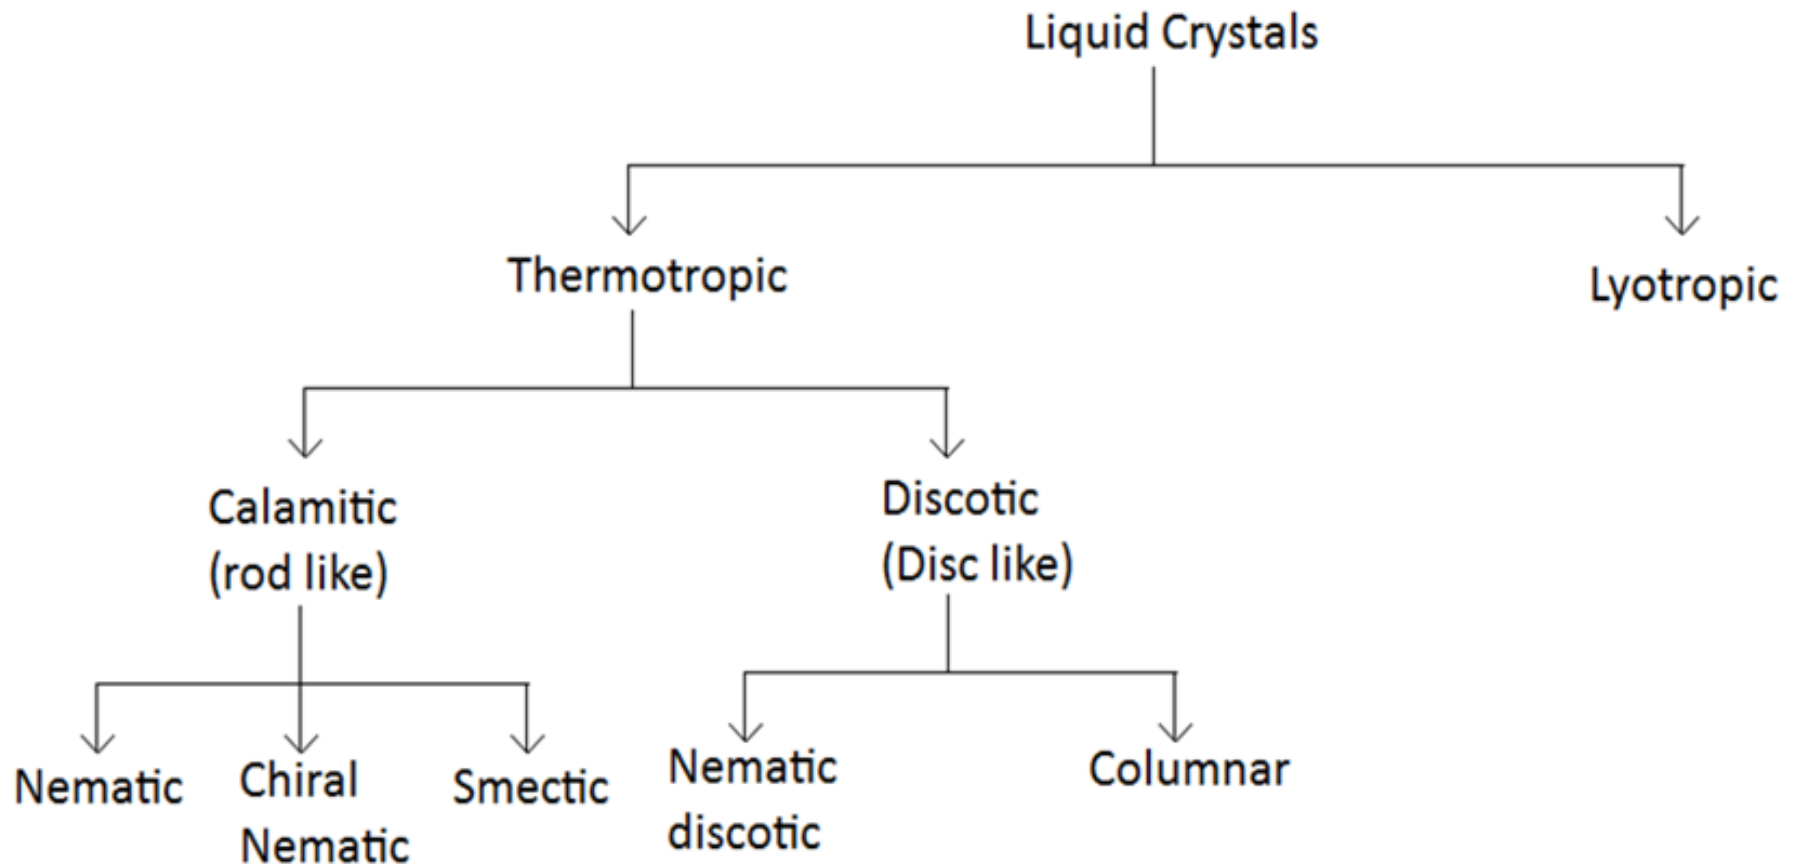 Liquid Crystals
Thermotropic
Lyotropic
Calamitic
(rod like)
Discotic
(Disc like)
Nematic
Chiral
Nematic
Smectic
Nematic
discotic
Columnar